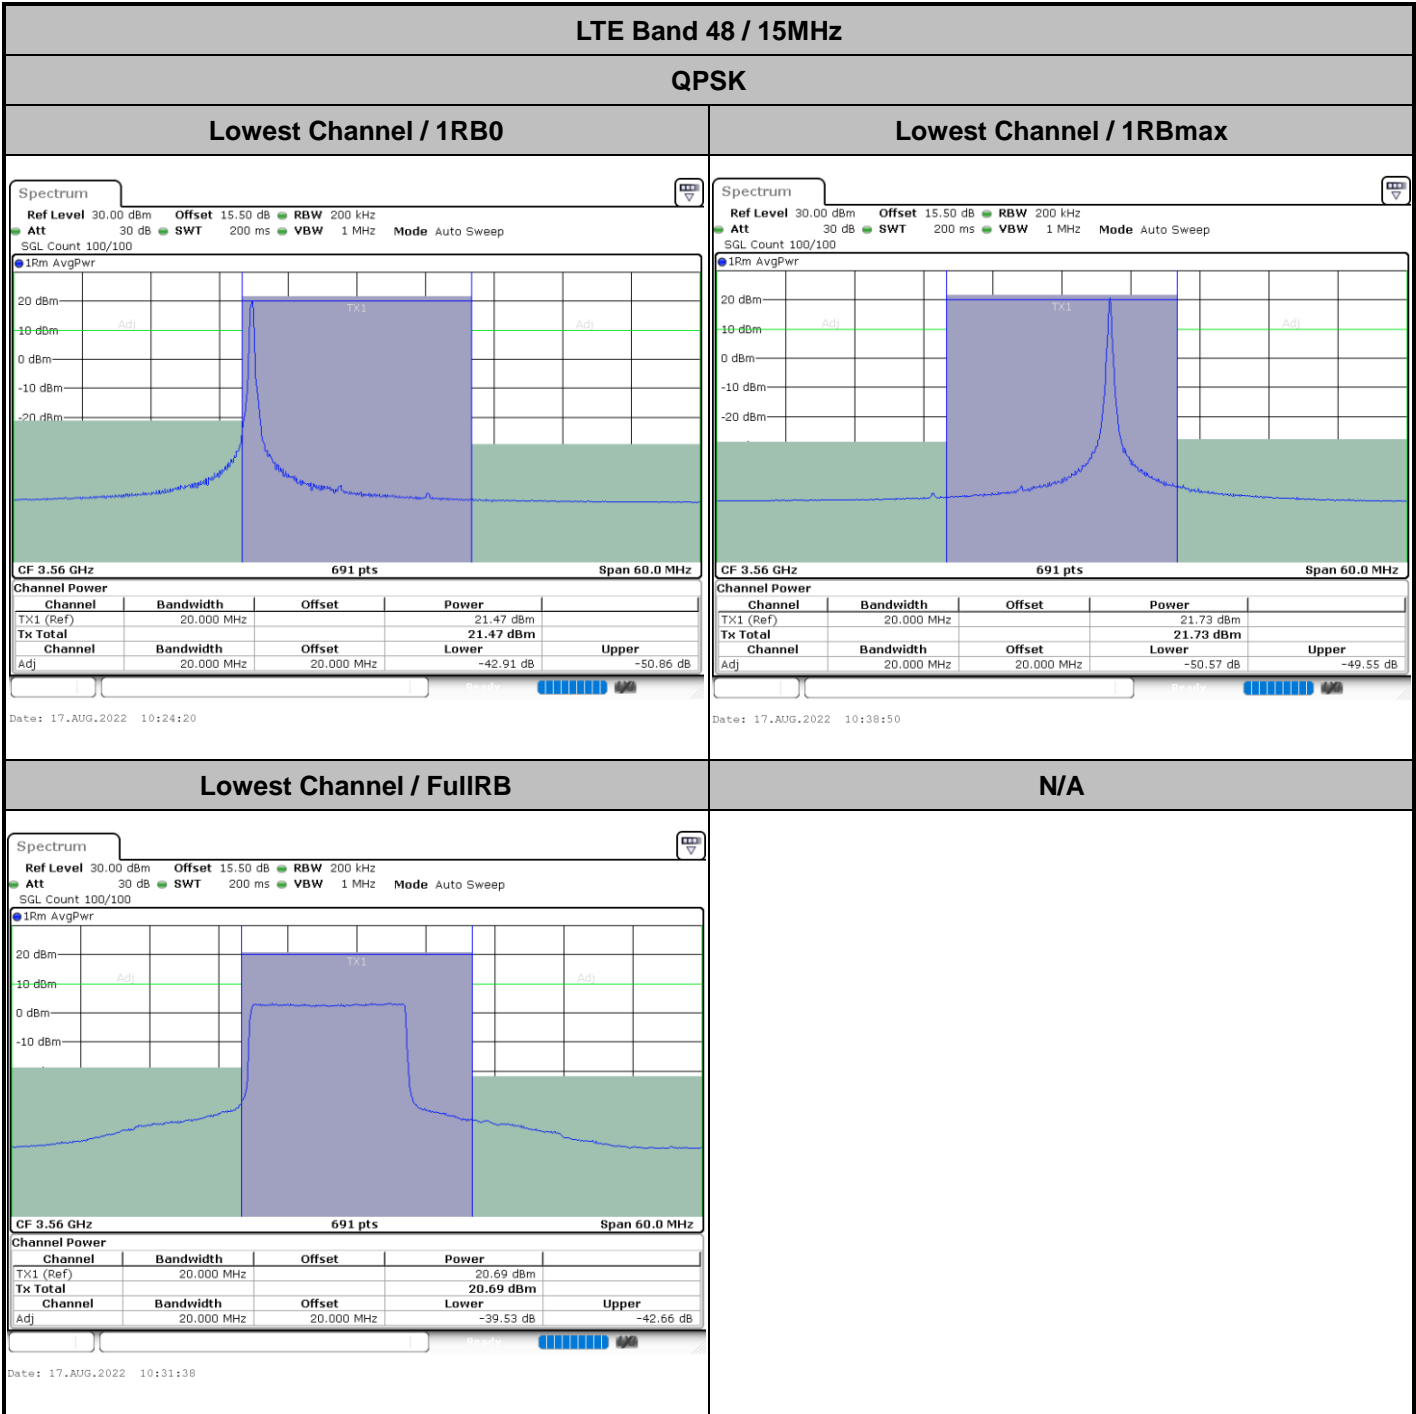 LTE Band 48 / 15MHz
QPSK
Lowest Channel / 1RB0
Lowest Channel / 1RBmax
Spectrum
Ref Level 30.00 dBm Offset 15.50 dB RBW 200 kHz
Att 30 dB SWT 200 ms VBW 1 MHz Mode Auto Sweep
SGL Count 100/100
1Rm AvgPwr
20 dBm
TX1
Adj
Adj
10 dBm
0 dBm
-10 dBm
-20 dBm
CF 3.56 GHz 691 pts Span 60.0 MHz
Channel Power
Channel Bandwidth Offset Power
TX1 (Ref) 20.000 MHz 21.47 dBm
Tx Total 21.47 dBm
Channel Bandwidth Offset Lower Upper
Adj 20.000 MHz 20.000 MHz -42.91 dB -50.86 dB
Ready
Date: 17.AUG.2022 10:24:20
Spectrum
Ref Level 30.00 dBm Offset 15.50 dB RBW 200 kHz
Att 30 dB SWT 200 ms VBW 1 MHz Mode Auto Sweep
SGL Count 100/100
1Rm AvgPwr
20 dBm
TX1
Adj
Adj
10 dBm
0 dBm
-10 dBm
-20 dBm
CF 3.56 GHz 691 pts Span 60.0 MHz
Channel Power
Channel Bandwidth Offset Power
TX1 (Ref) 20.000 MHz 21.73 dBm
Tx Total 21.73 dBm
Channel Bandwidth Offset Lower Upper
Adj 20.000 MHz 20.000 MHz -50.57 dB -49.55 dB
Ready
Date: 17.AUG.2022 10:38:50
Lowest Channel / FullRB
N/A
Spectrum
Ref Level 30.00 dBm Offset 15.50 dB RBW 200 kHz
Att 30 dB SWT 200 ms VBW 1 MHz Mode Auto Sweep
SGL Count 100/100
1Rm AvgPwr
20 dBm
TX1
Adj
Adj
10 dBm
0 dBm
-10 dBm
CF 3.56 GHz 691 pts Span 60.0 MHz
Channel Power
Channel Bandwidth Offset Power
TX1 (Ref) 20.000 MHz 20.69 dBm
Tx Total 20.69 dBm
Channel Bandwidth Offset Lower Upper
Adj 20.000 MHz 20.000 MHz -39.53 dB -42.66 dB
Ready
Date: 17.AUG.2022 10:31:38